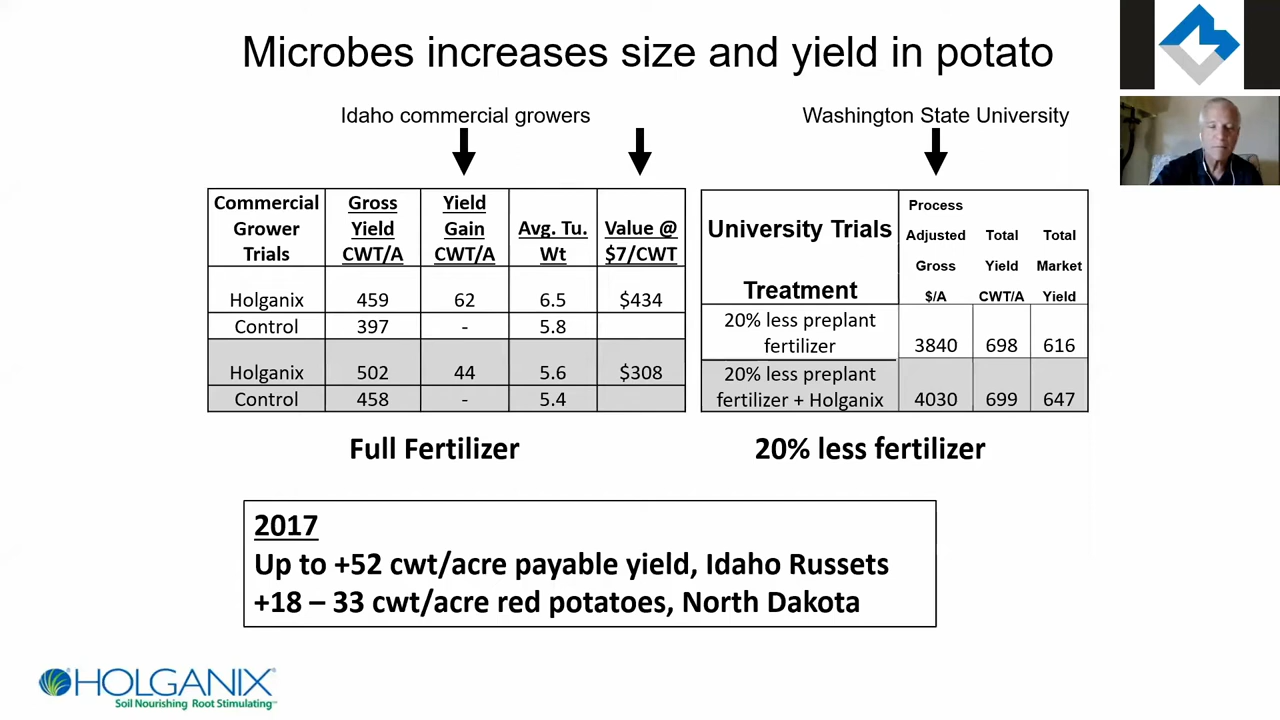 Microbes increases size and yield in potato
Idaho commercial growers
Washington State University
Commercial Grower Trials Gross Yield CWT/A Yield Gain CWT/A Avg. Tu. Wt Value @ $7/CWT
Holganix 459 62 6.5 $434
Control 397 - 5.8
Holganix 502 44 5.6 $308
Control 458 - 5.4
University Trials Treatment Process Adjusted Gross $/A Total Yield CWT/A Total Market Yield
20% less preplant fertilizer 3840 698 616
20% less preplant fertilizer + Holganix 4030 699 647
Full Fertilizer
20% less fertilizer
2017
Up to +52 cwt/acre payable yield, Idaho Russets
+18 – 33 cwt/acre red potatoes, North Dakota
HOLGANIX
Soil Nourishing Root Stimulating™